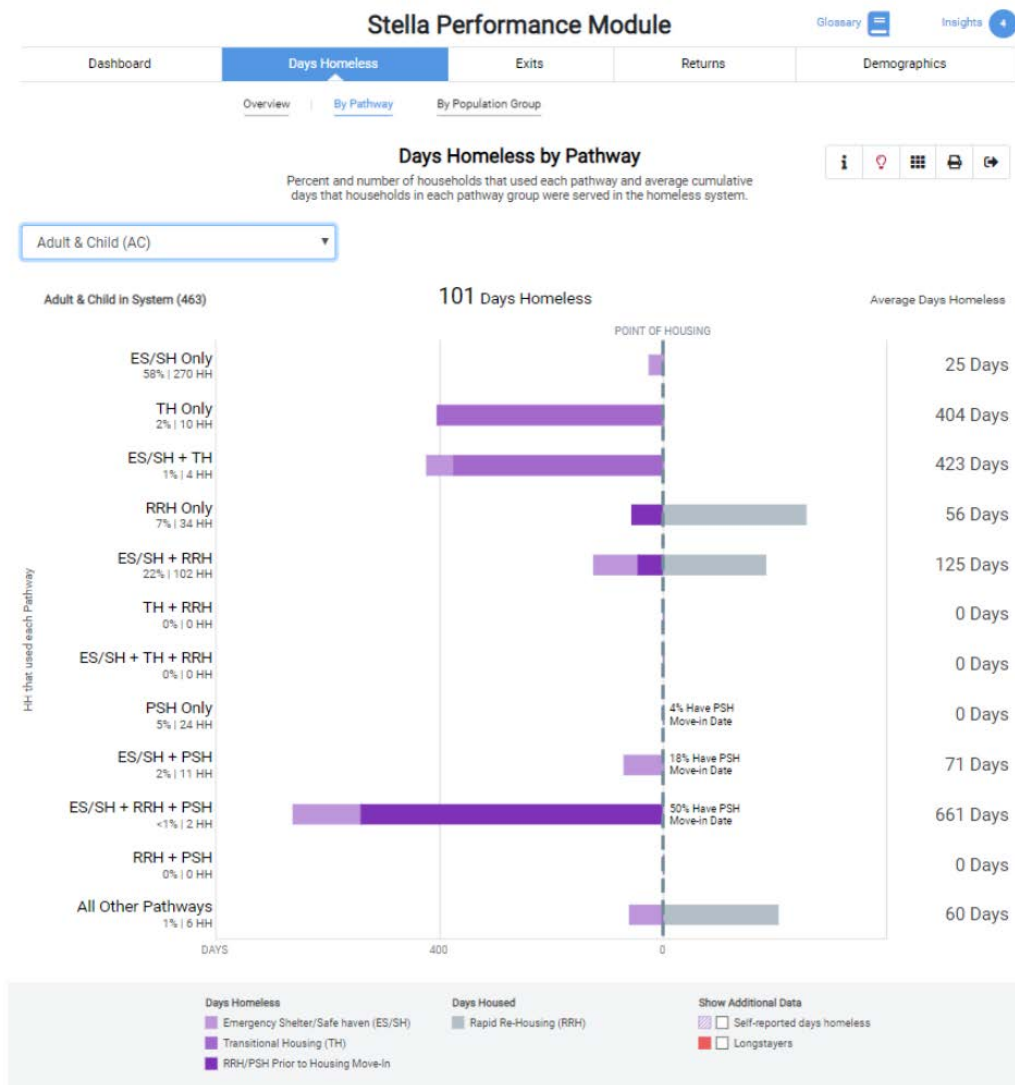 Stella Performance Module
Glossary
Insights 4
Dashboard Days Homeless Exits Returns Demographics
Overview | By Pathway By Population Group
Days Homeless by Pathway
Percent and number of households that used each pathway and average cumulative
days that households in each pathway group were served in the homeless system.
i
Adult & Child (AC)
Adult & Child in System (463) 101 Days Homeless Average Days Homeless
POINT OF HOUSING
HH that used each Pathway
ES/SH Only
58% | 270 HH
25 Days
TH Only
2% | 10 HH
404 Days
ES/SH + TH
1% | 4 HH
423 Days
RRH Only
7% | 34 HH
56 Days
ES/SH + RRH
22% | 102 HH
125 Days
TH + RRH
0% | 0 HH
0 Days
ES/SH + TH + RRH
0% | 0 HH
0 Days
PSH Only
5% | 24 HH
4% Have PSH
Move-in Date
0 Days
ES/SH + PSH
2% | 11 HH
18% Have PSH
Move-in Date
71 Days
ES/SH + RRH + PSH
<1% | 2 HH
50% Have PSH
Move-in Date
661 Days
RRH + PSH
0% | 0 HH
0 Days
All Other Pathways
1% | 6 HH
60 Days
DAYS 400 0
Days Homeless
Emergency Shelter/Safe haven (ES/SH)
Transitional Housing (TH)
RRH/PSH Prior to Housing Move-In
Days Housed
Rapid Re-Housing (RRH)
Show Additional Data
Self-reported days homeless
Longstayers